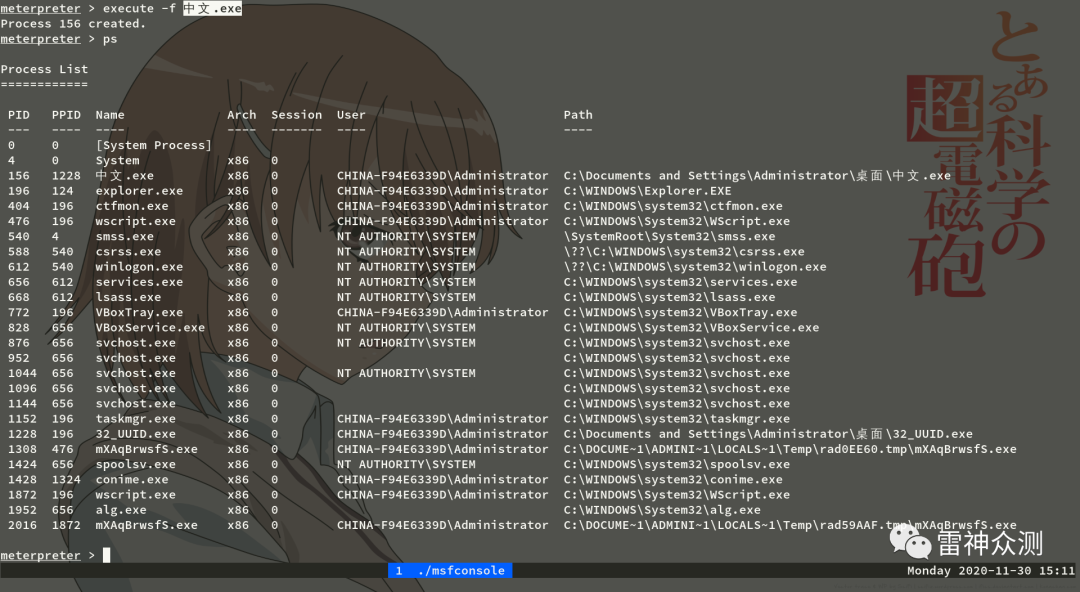 meterpreter > execute -f 中文.exe
Process 156 created.
meterpreter > ps
Process List
============
PID PPID Name Arch Session User Path
--- ---- ---- ---- ------- ---- ----
0 0 [System Process]
4 0 System x86 0
156 1228 中文.exe x86 0 CHINA-F94E6339D\Administrator C:\Documents and Settings\Administrator\桌面\中文.exe
196 124 explorer.exe x86 0 CHINA-F94E6339D\Administrator C:\WINDOWS\Explorer.EXE
404 196 ctfmon.exe x86 0 CHINA-F94E6339D\Administrator C:\WINDOWS\system32\ctfmon.exe
476 196 wscript.exe x86 0 CHINA-F94E6339D\Administrator C:\WINDOWS\System32\WScript.exe
540 4 smss.exe x86 0 NT AUTHORITY\SYSTEM \SystemRoot\System32\smss.exe
588 540 csrss.exe x86 0 NT AUTHORITY\SYSTEM \??\C:\WINDOWS\system32\csrss.exe
612 540 winlogon.exe x86 0 NT AUTHORITY\SYSTEM \??\C:\WINDOWS\system32\winlogon.exe
656 612 services.exe x86 0 NT AUTHORITY\SYSTEM C:\WINDOWS\system32\services.exe
668 612 lsass.exe x86 0 NT AUTHORITY\SYSTEM C:\WINDOWS\system32\lsass.exe
772 196 VBoxTray.exe x86 0 CHINA-F94E6339D\Administrator C:\WINDOWS\system32\VBoxTray.exe
828 656 VBoxService.exe x86 0 NT AUTHORITY\SYSTEM C:\WINDOWS\System32\VBoxService.exe
876 656 svchost.exe x86 0 NT AUTHORITY\SYSTEM C:\WINDOWS\system32\svchost.exe
952 656 svchost.exe x86 0 C:\WINDOWS\system32\svchost.exe
1044 656 svchost.exe x86 0 NT AUTHORITY\SYSTEM C:\WINDOWS\System32\svchost.exe
1096 656 svchost.exe x86 0 C:\WINDOWS\system32\svchost.exe
1144 656 svchost.exe x86 0 C:\WINDOWS\system32\svchost.exe
1152 196 taskmgr.exe x86 0 CHINA-F94E6339D\Administrator C:\WINDOWS\system32\taskmgr.exe
1228 196 32_UUID.exe x86 0 CHINA-F94E6339D\Administrator C:\Documents and Settings\Administrator\桌面\32_UUID.exe
1308 476 mXAqBrwsfS.exe x86 0 CHINA-F94E6339D\Administrator C:\DOCUME~1\ADMINI~1\LOCALS~1\Temp\rad0EE60.tmp\mXAqBrwsfS.exe
1424 656 spoolsv.exe x86 0 NT AUTHORITY\SYSTEM C:\WINDOWS\system32\spoolsv.exe
1428 1324 conime.exe x86 0 CHINA-F94E6339D\Administrator C:\WINDOWS\system32\conime.exe
1872 196 wscript.exe x86 0 CHINA-F94E6339D\Administrator C:\WINDOWS\System32\WScript.exe
1952 656 alg.exe x86 0 C:\WINDOWS\System32\alg.exe
2016 1872 mXAqBrwsfS.exe x86 0 CHINA-F94E6339D\Administrator C:\DOCUME~1\ADMINI~1\LOCALS~1\Temp\rad59AAF.tmp\mXAqBrwsfS.exe
meterpreter >
1 ./msfconsole
Monday 2020-11-30 15:11
とある科学の
超電磁砲
雷神众测